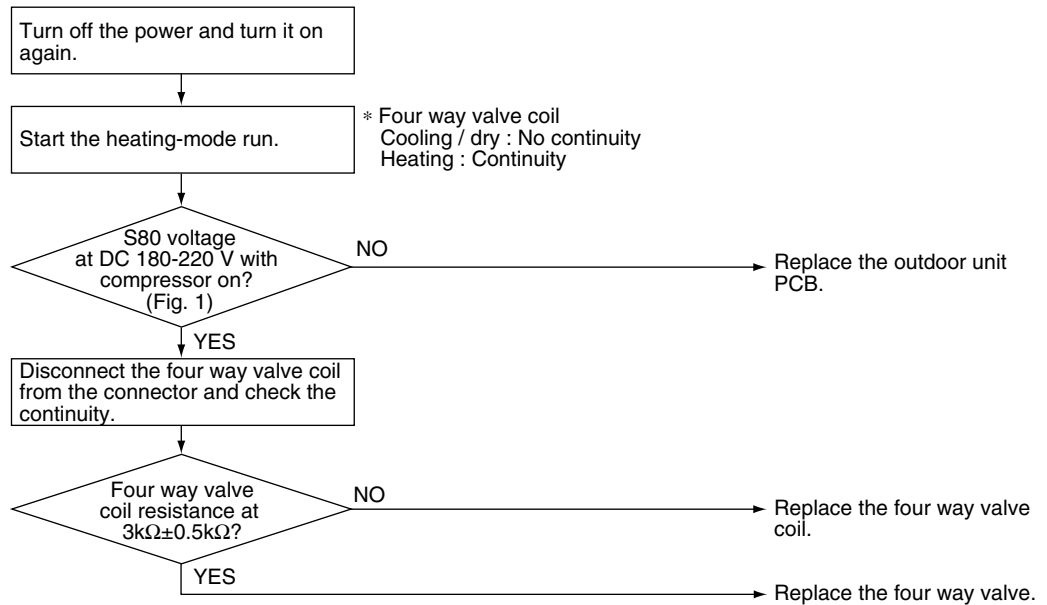 Turn off the power and turn it on
again.
Start the heating-mode run.
* Four way valve coil
Cooling / dry : No continuity
Heating : Continuity
S80 voltage
at DC 180-220 V with
compressor on?
(Fig. 1)
NO
Replace the outdoor unit
PCB.
YES
Disconnect the four way valve coil
from the connector and check the
continuity.
Four way valve
coil resistance at
3kΩ±0.5kΩ?
NO
Replace the four way valve
coil.
YES
Replace the four way valve.